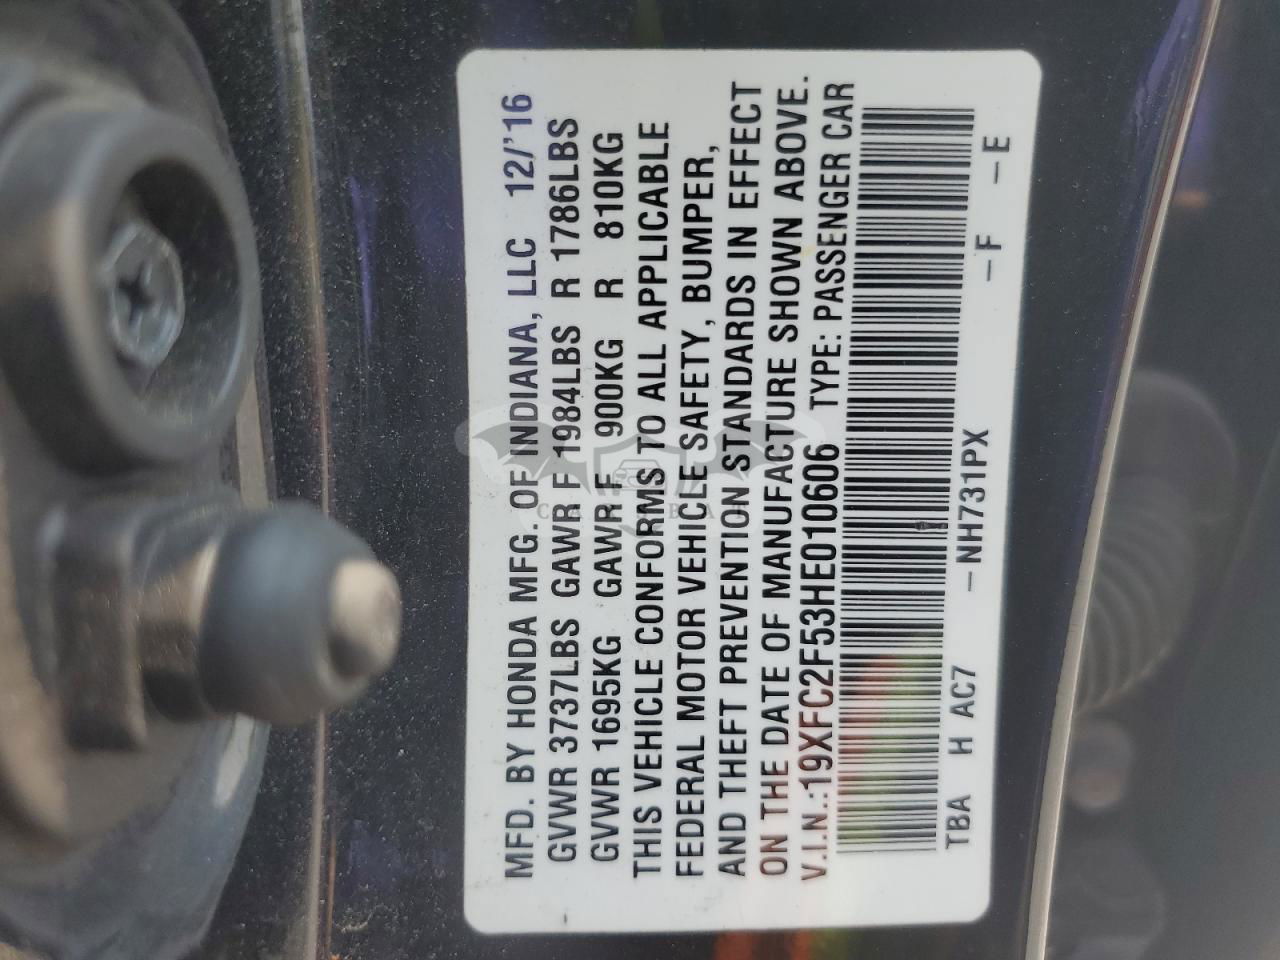 MFD. BY HONDA MFG. OF INDIANA, LLC 12/'16
GVWR 3737LBS GAWR F 1984LBS R 1786LBS
GVWR 1695KG GAWR F 900KG R 810KG
THIS VEHICLE CONFORMS TO ALL APPLICABLE
FEDERAL MOTOR VEHICLE SAFETY, BUMPER,
AND THEFT PREVENTION STANDARDS IN EFFECT
ON THE DATE OF MANUFACTURE SHOWN ABOVE.
V.I.N.:19XFC2F53HE010606 TYPE: PASSENGER CAR
TBA H AC7 –NH731PX –F –E